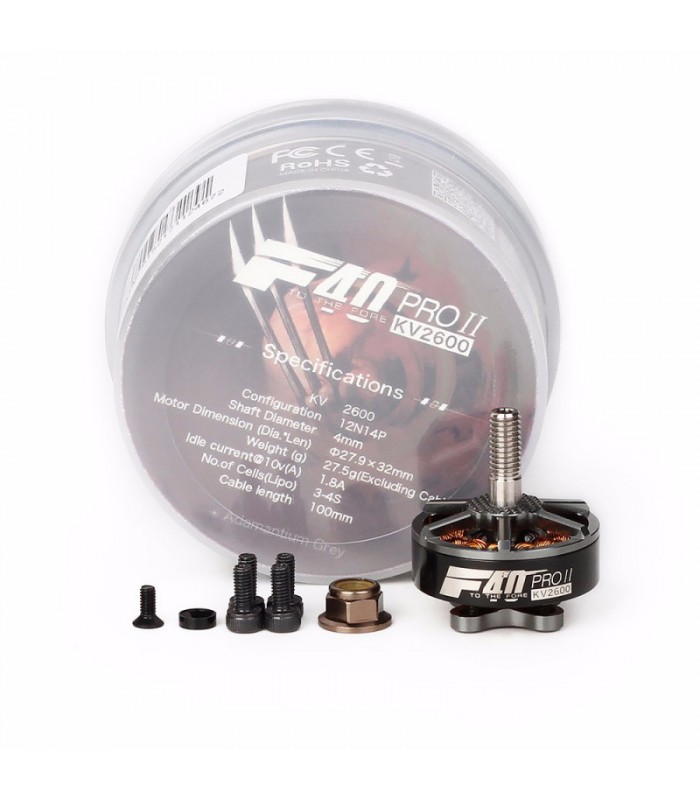 FC CE
RoHS
MADE IN CHINA
F40 PRO II
TO THE FORE KV2600
Specifications
KV 2600
Configuration 12N14P
Shaft Diameter 4mm
Motor Dimension (Dia.*Len) Φ27.9×32mm
Weight (g) 27.5g(Excluding Cab
Idle current@10v(A) 1.8A
No.of Cells(Lipo) 3-4S
Cable length 100mm
Adamantium Grey
F40 PRO II
TO THE FORE KV2600